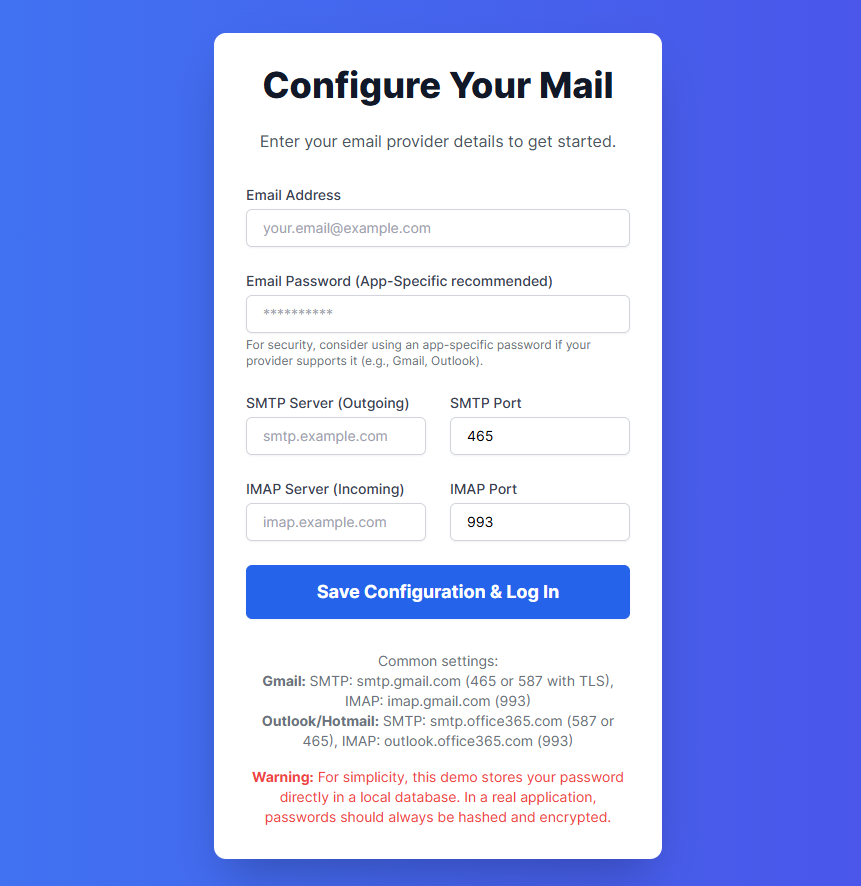 Configure Your Mail
Enter your email provider details to get started.
Email Address
your.email@example.com
Email Password (App-Specific recommended)
**********
For security, consider using an app-specific password if your
provider supports it (e.g., Gmail, Outlook).
SMTP Server (Outgoing) SMTP Port
smtp.example.com 465
IMAP Server (Incoming) IMAP Port
imap.example.com 993
Save Configuration & Log In
Common settings:
Gmail: SMTP: smtp.gmail.com (465 or 587 with TLS),
IMAP: imap.gmail.com (993)
Outlook/Hotmail: SMTP: smtp.office365.com (587 or
465), IMAP: outlook.office365.com (993)
Warning: For simplicity, this demo stores your password
directly in a local database. In a real application,
passwords should always be hashed and encrypted.